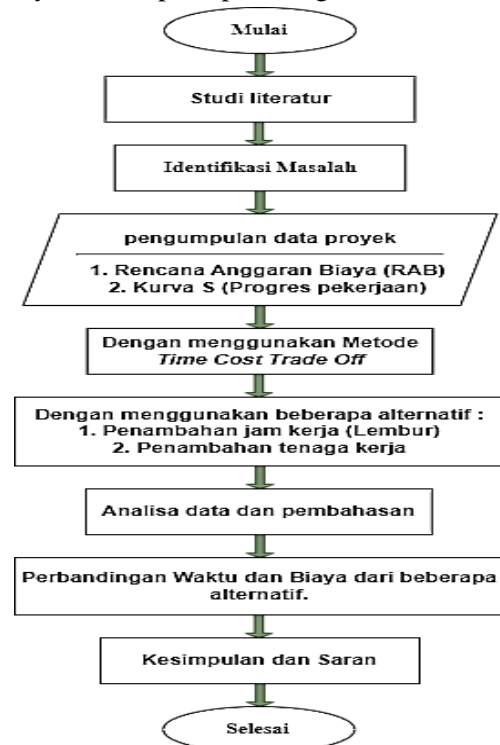 Mulai
Studi literatur
Identifikasi Masalah
pengumpulan data proyek
1. Rencana Anggaran Biaya (RAB)
2. Kurva S (Progres pekerjaan)
Dengan menggunakan Metode
Time Cost Trade Off
Dengan menggunakan beberapa alternatif :
1. Penambahan jam kerja (Lembur)
2. Penambahan tenaga kerja
Analisa data dan pembahasan
Perbandingan Waktu dan Biaya dari beberapa
alternatif.
Kesimpulan dan Saran
Selesai